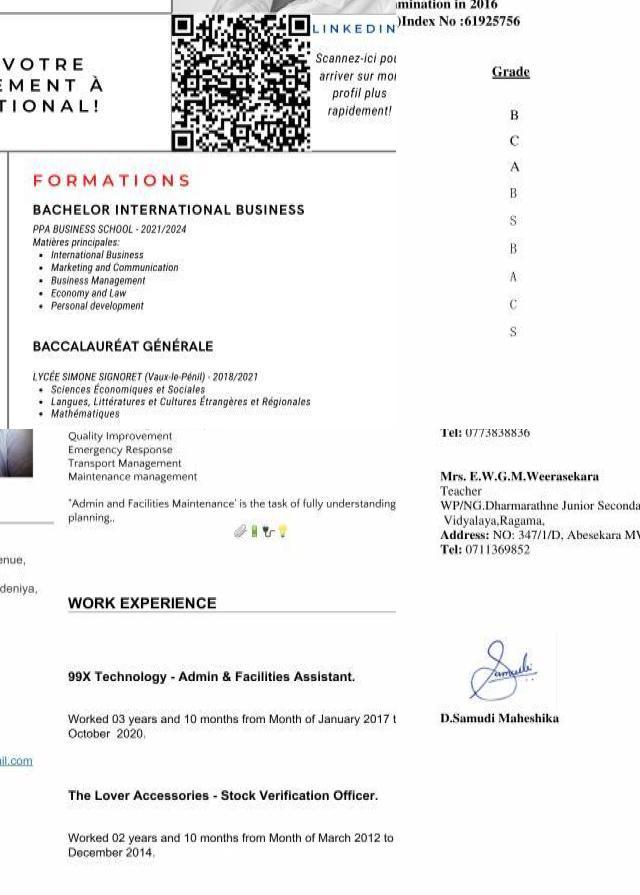 VOTRE
EMENT À
TIONAL!
LINKEDIN
Scannez-ici pou
arriver sur mon
profil plus
rapidement!
FORMATIONS
BACHELOR INTERNATIONAL BUSINESS
PPA BUSINESS SCHOOL - 2021/2024
Matières principales:
• International Business
• Marketing and Communication
• Business Management
• Economy and Law
• Personal development
BACCALAURÉAT GÉNÉRALE
LYCÉE SIMONE SIGNORET (Vaux-le-Pénil) - 2018/2021
• Sciences Économiques et Sociales
• Langues, Littératures et Cultures Étrangères et Régionales
• Mathématiques
mination in 2016
)Index No :61925756
Grade
B
C
A
B
S
B
A
C
S
enue,
deniya,
il.com
Quality Improvement
Emergency Response
Transport Management
Maintenance management
'Admin and Facilities Maintenance' is the task of fully understanding
planning..
WORK EXPERIENCE
99X Technology - Admin & Facilities Assistant.
Worked 03 years and 10 months from Month of January 2017 t
October 2020.
The Lover Accessories - Stock Verification Officer.
Worked 02 years and 10 months from Month of March 2012 to
December 2014.
Tel: 0773838836
Mrs. E.W.G.M.Weerasekara
Teacher
WP/NG.Dharmarathne Junior Seconda
Vidyalaya,Ragama,
Address: NO: 347/1/D, Abesekara MW
Tel: 0711369852
Samudi
D.Samudi Maheshika